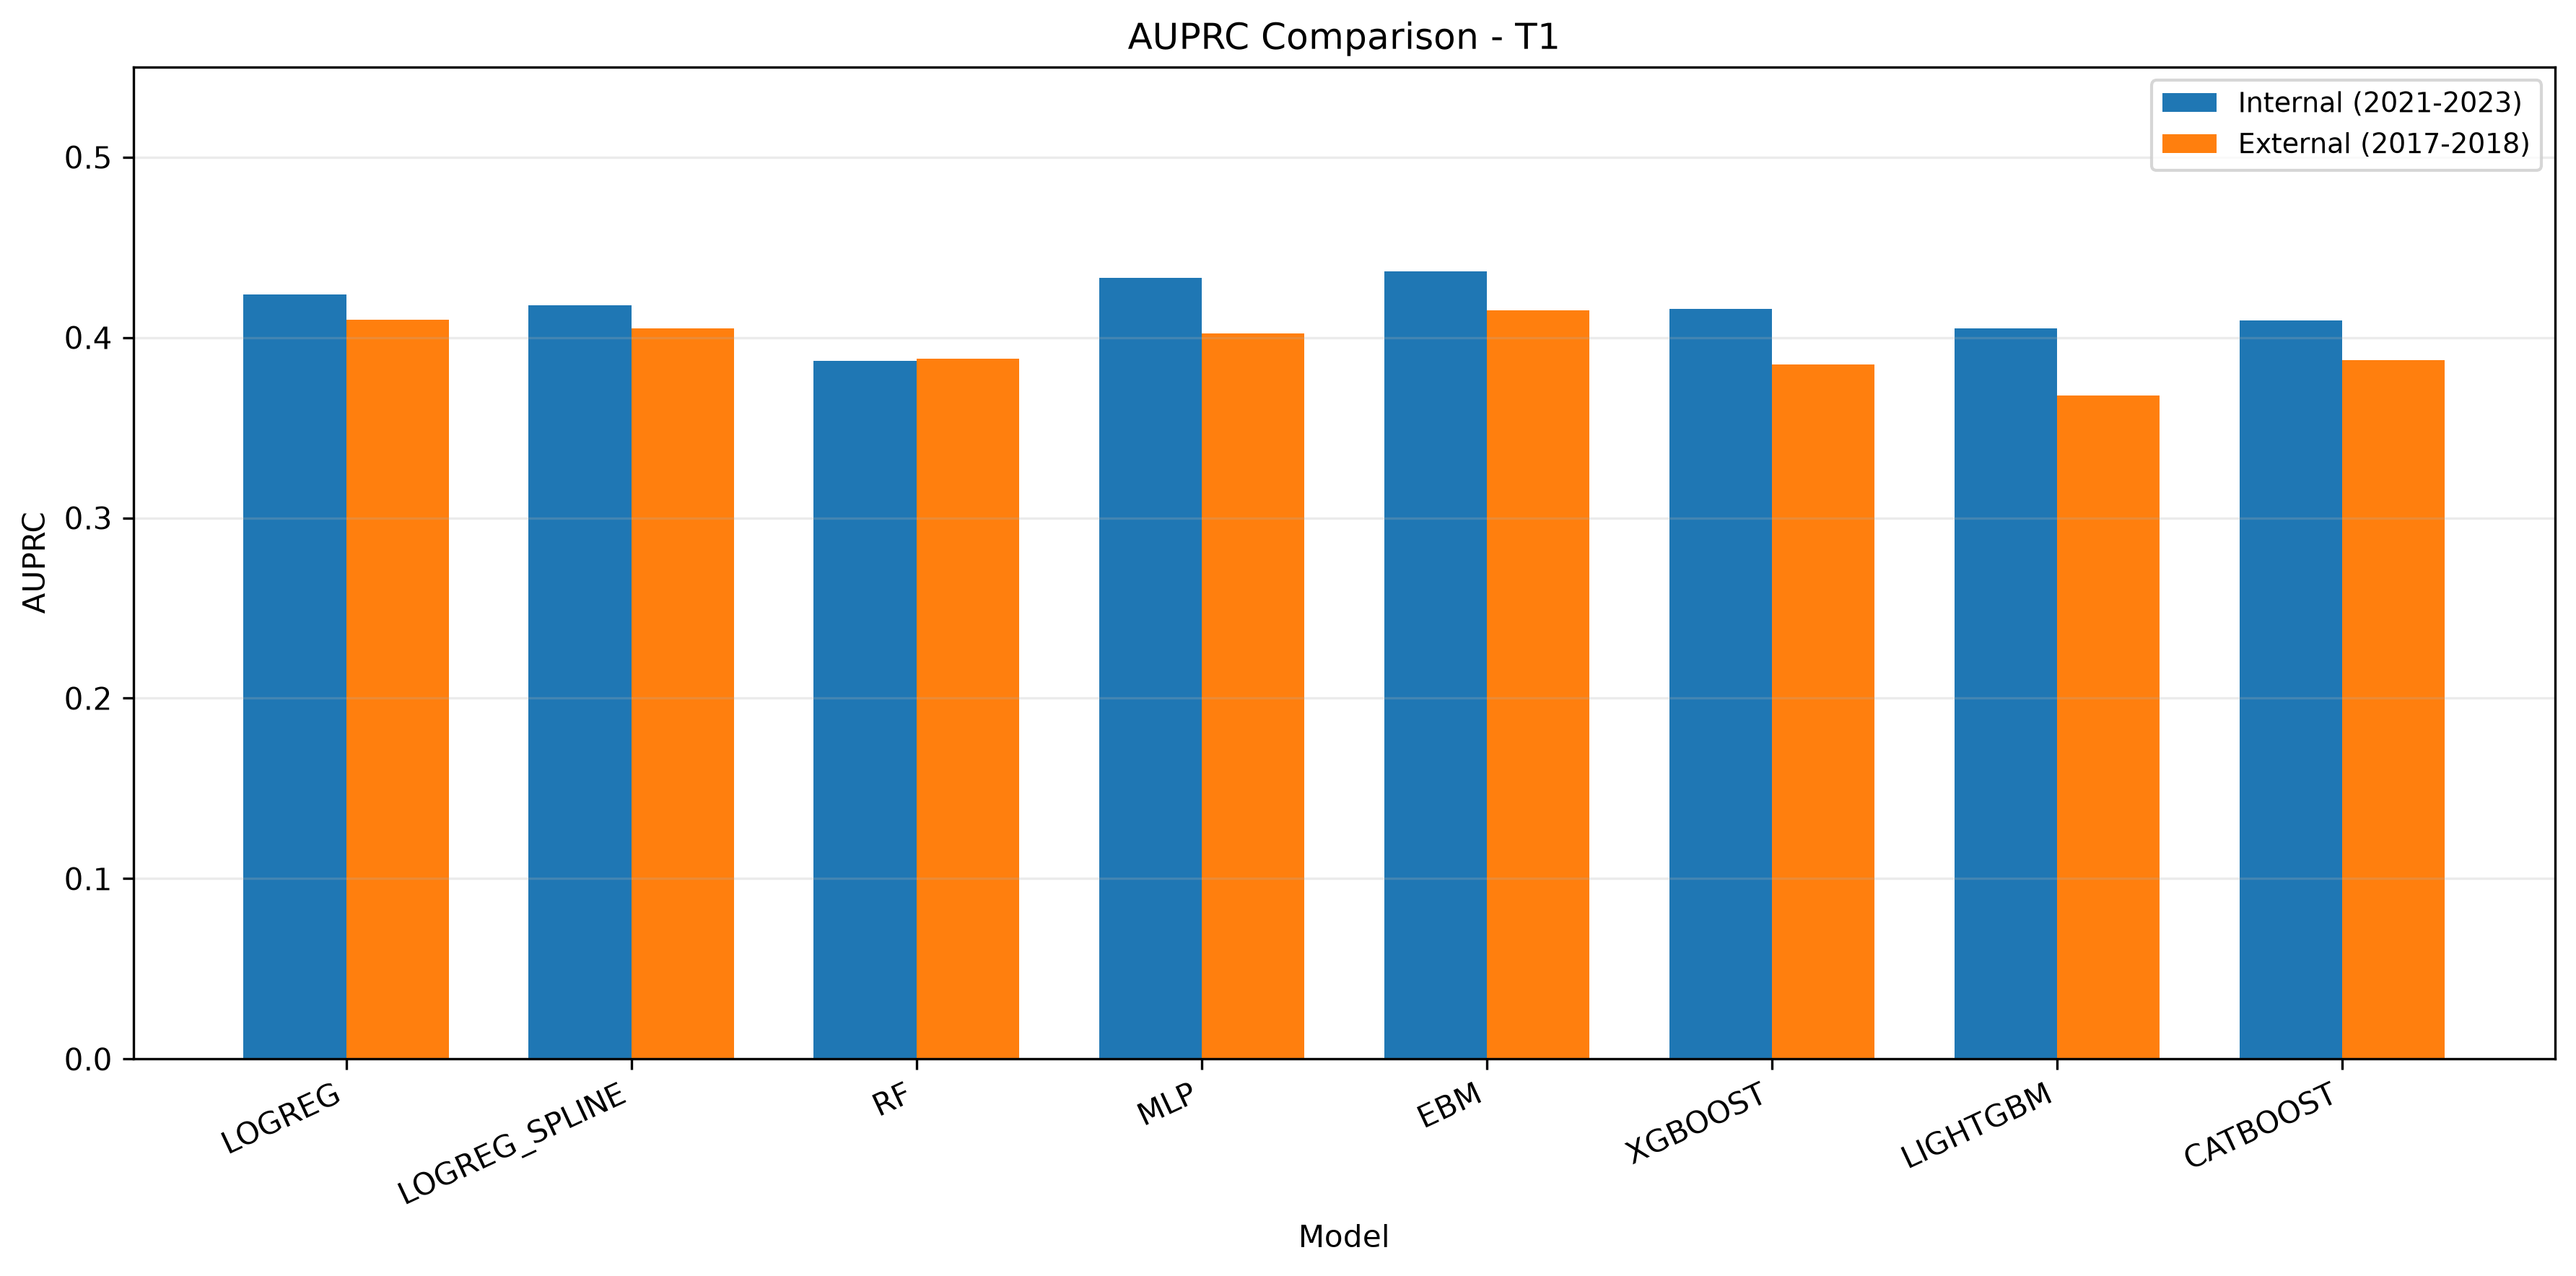 AUPRC Comparison - T1
Internal (2021-2023)
External (2017-2018)
AUPRC
0.5
0.4
0.3
0.2
0.1
0.0
LOGREG
LOGREG_SPLINE
RF
MLP
EBM
XGBOOST
LIGHTGBM
CATBOOST
Model